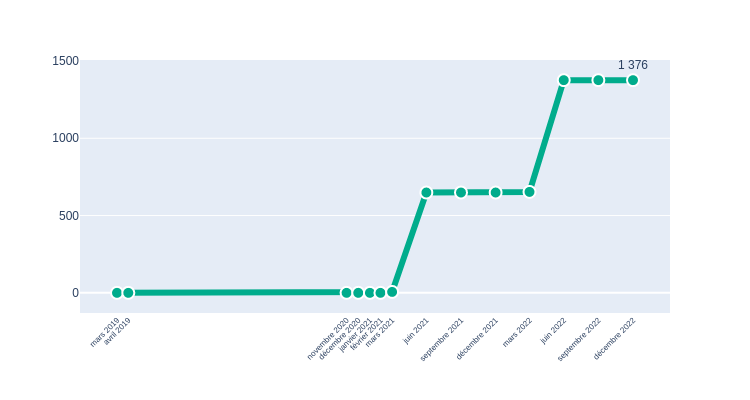 1500
1 376
1000
500
0
mars 2019
avril 2019
novembre 2020
décembre 2020
janvier 2021
février 2021
mars 2021
juin 2021
septembre 2021
décembre 2021
mars 2022
juin 2022
septembre 2022
décembre 2022